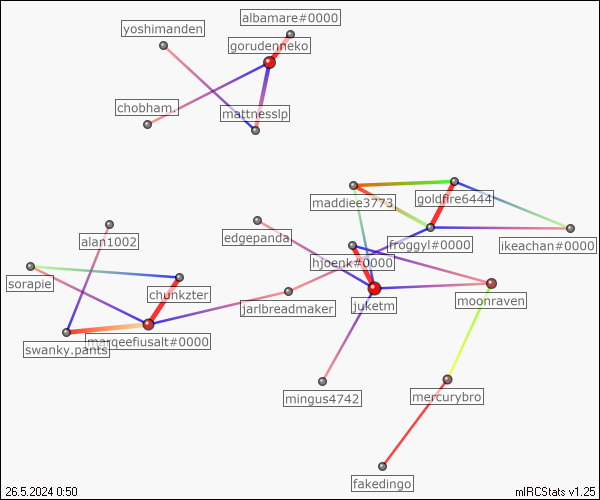 albamare#0000
yoshimanden
gorudenneko
chobham.
mattnesslp
maddiee3773
goldfire6444
edgepanda
froggyl#0000
ikeachan#0000
alan1002
hjoenk#0000
sorapie
chunkzter
jarlbreadmaker
juketm
moonraven
marqeefiusalt#0000
swanky.pants
mingus4742
mercurybro
fakedingo
26.5.2024 0:50
mIRCStats v1.25